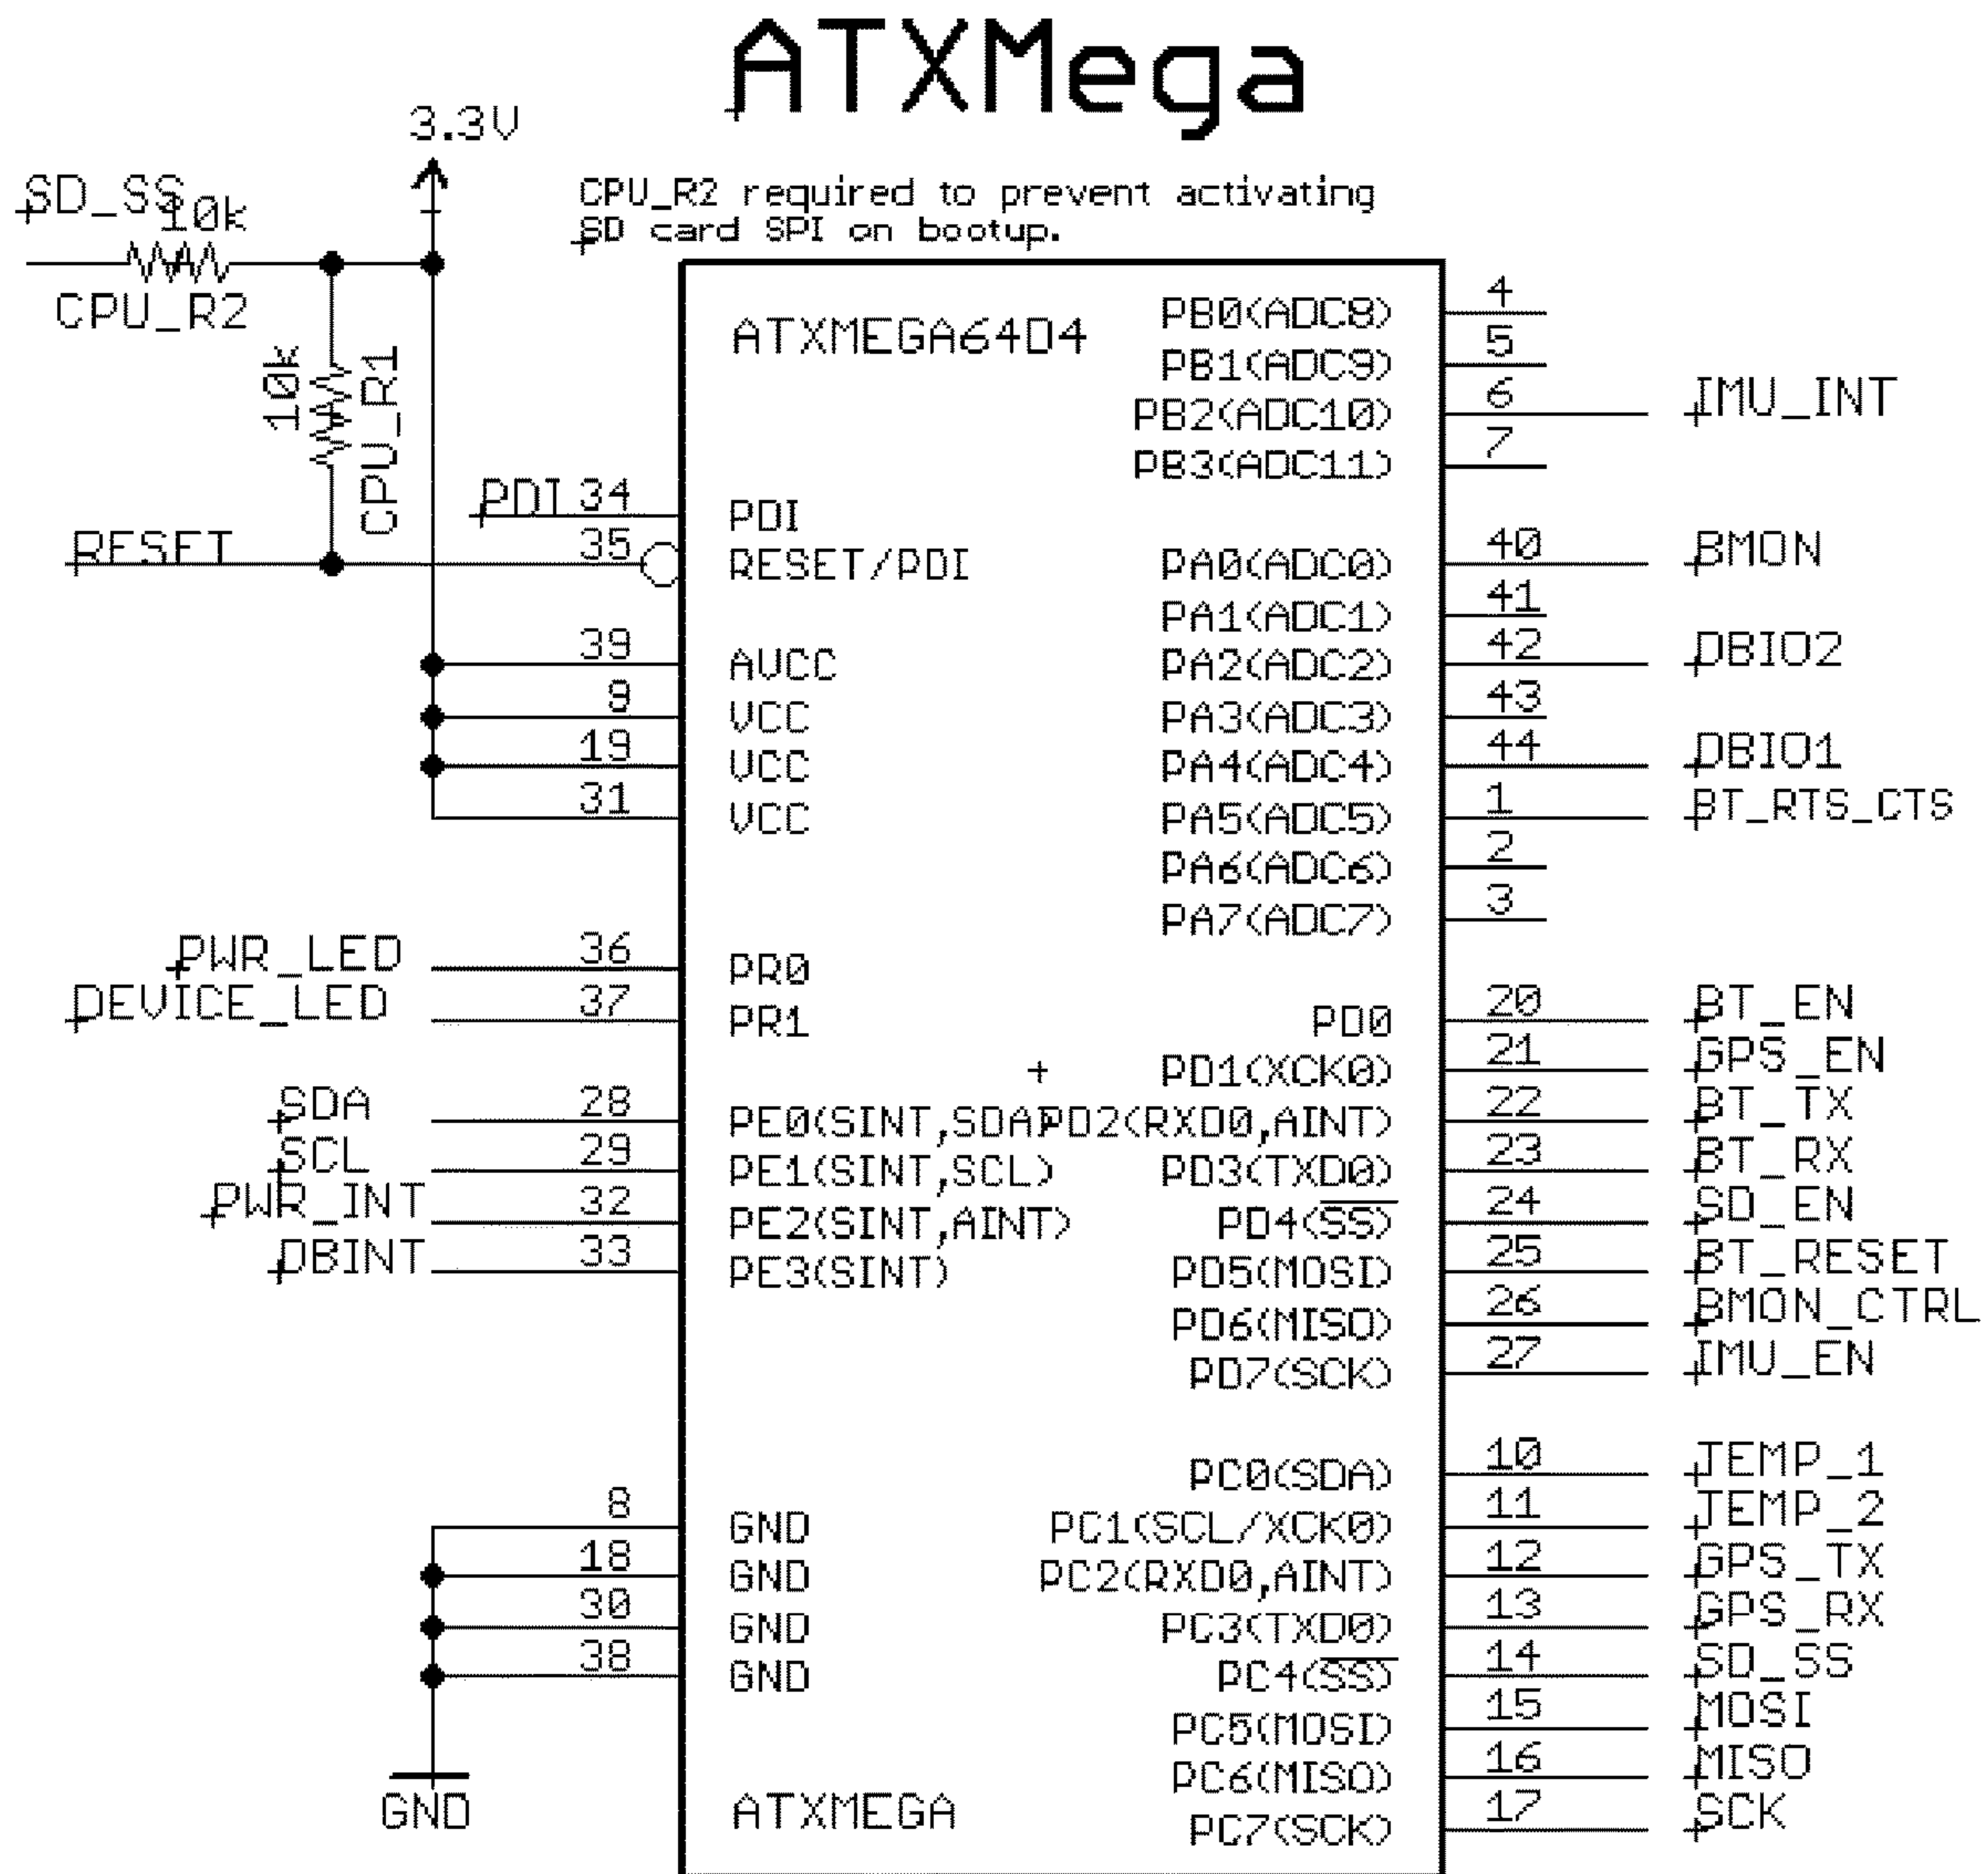 ATXMega
3.3V
SD_SS
10k
CPU_R2
CPU_R2 required to prevent activating
SD card SPI on bootup.
10k
CPU_R1
ATXMEGA64D4
PDI 34 PDI
RESET 35 RESET/PDI
39 AVCC
9 VCC
19 VCC
31 VCC
PWR_LED 36 PR0
DEVICE_LED 37 PR1
SDA 28 PE0(SINT,SDA)
SCL 29 PE1(SINT,SCL)
PWR_INT 32 PE2(SINT,AINT)
DBINT 33 PE3(SINT)
8 GND
18 GND
30 GND
38 GND
GND
ATXMEGA
PB0(ADC8) 4
PB1(ADC9) 5
PB2(ADC10) 6 IMU_INT
PB3(ADC11) 7
PA0(ADC0) 40 BMON
PA1(ADC1) 41
PA2(ADC2) 42 DBIO2
PA3(ADC3) 43
PA4(ADC4) 44 DBIO1
PA5(ADC5) 1 BT_RTS_CTS
PA6(ADC6) 2
PA7(ADC7) 3
PD0 20 BT_EN
PD1(XCK0) 21 GPS_EN
PD2(RXD0,AINT) 22 BT_TX
PD3(TXD0) 23 BT_RX
PD4(SS) 24 SD_EN
PD5(MOSI) 25 BT_RESET
PD6(MISO) 26 BMON_CTRL
PD7(SCK) 27 IMU_EN
PC0(SDA) 10 TEMP_1
PC1(SCL/XCK0) 11 TEMP_2
PC2(RXD0,AINT) 12 GPS_TX
PC3(TXD0) 13 GPS_RX
PC4(SS) 14 SD_SS
PC5(MOSI) 15 MOSI
PC6(MISO) 16 MISO
PC7(SCK) 17 SCK